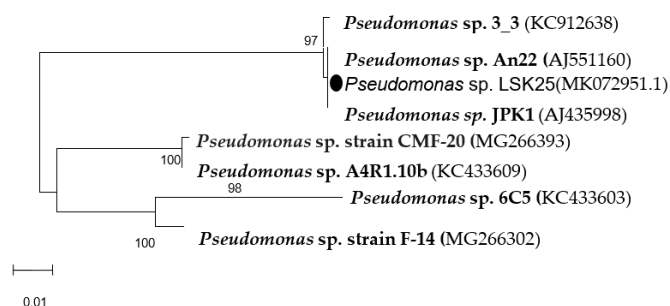 Pseudomonas sp. 3_3 (KC912638)
97
Pseudomonas sp. An22 (AJ551160)
Pseudomonas sp. LSK25(MK072951.1)
Pseudomonas sp. JPK1 (AJ435998)
Pseudomonas sp. strain CMF-20 (MG266393)
100
Pseudomonas sp. A4R1.10b (KC433609)
98
Pseudomonas sp. 6C5 (KC433603)
100
Pseudomonas sp. strain F-14 (MG266302)
0.01